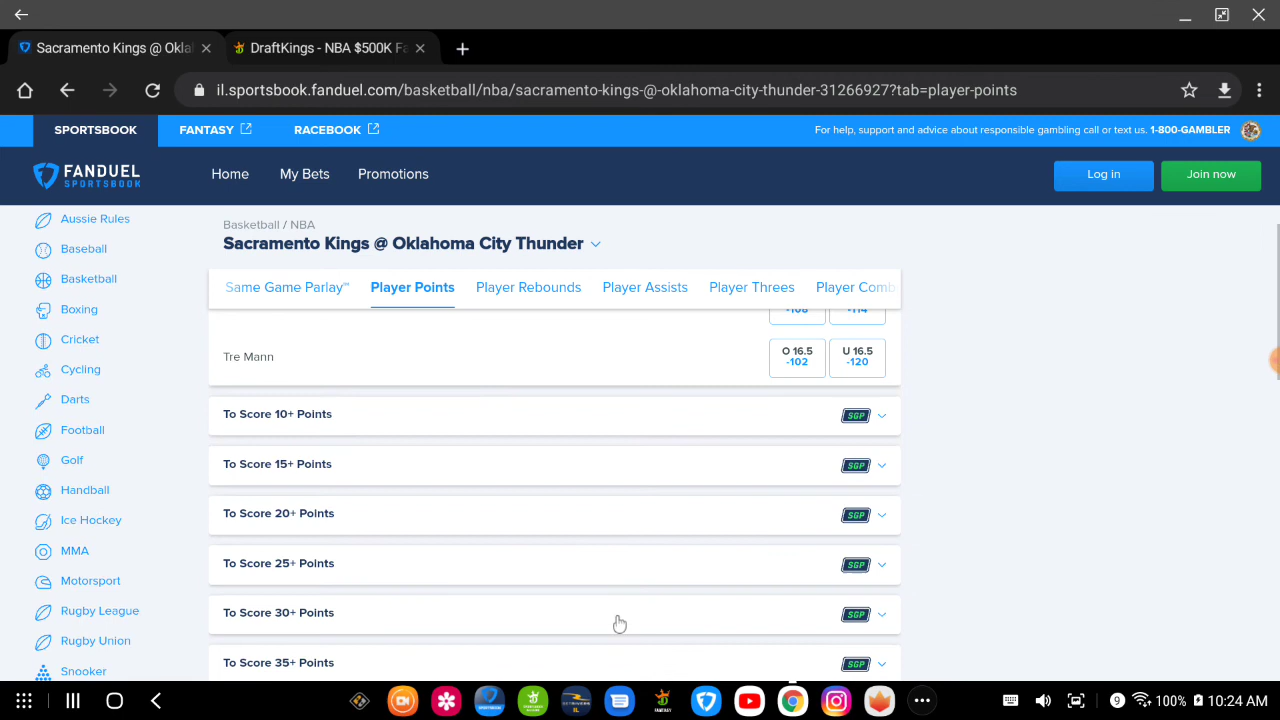 Sacramento Kings @ Okla
DraftKings - NBA $500K Fa
il.sportsbook.fanduel.com/basketball/nba/sacramento-kings-@-oklahoma-city-thunder-31266927?tab=player-points
SPORTSBOOK
FANTASY
RACEBOOK
For help, support and advice about responsible gambling call or text us. 1-800-GAMBLER
FANDUEL
SPORTSBOOK
Home
My Bets
Promotions
Log in
Join now
Aussie Rules
Baseball
Basketball
Boxing
Cricket
Cycling
Darts
Football
Golf
Handball
Ice Hockey
MMA
Motorsport
Rugby League
Rugby Union
Snooker
Basketball / NBA
Sacramento Kings @ Oklahoma City Thunder
Same Game Parlay™
Player Points
Player Rebounds
Player Assists
Player Threes
Player Comb
-108
-114
Tre Mann
O 16.5
-102
U 16.5
-120
To Score 10+ Points
SGP
To Score 15+ Points
SGP
To Score 20+ Points
SGP
To Score 25+ Points
SGP
To Score 30+ Points
SGP
To Score 35+ Points
SGP
9
100%
10:24 AM